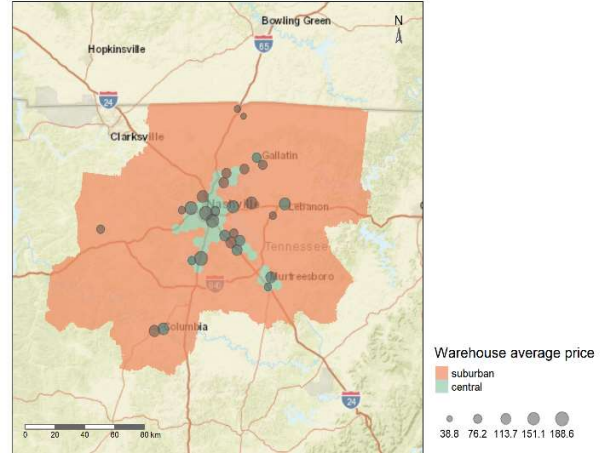 Bowling Green
N
Hopkinsville
65
24
Clarksville
Gallatin
Nashville
Lebanon
Tennessee
Murfreesboro
Columbia
24
0 20 40 60 80 km
Warehouse average price
suburban
central
38.8 76.2 113.7 151.1 188.6